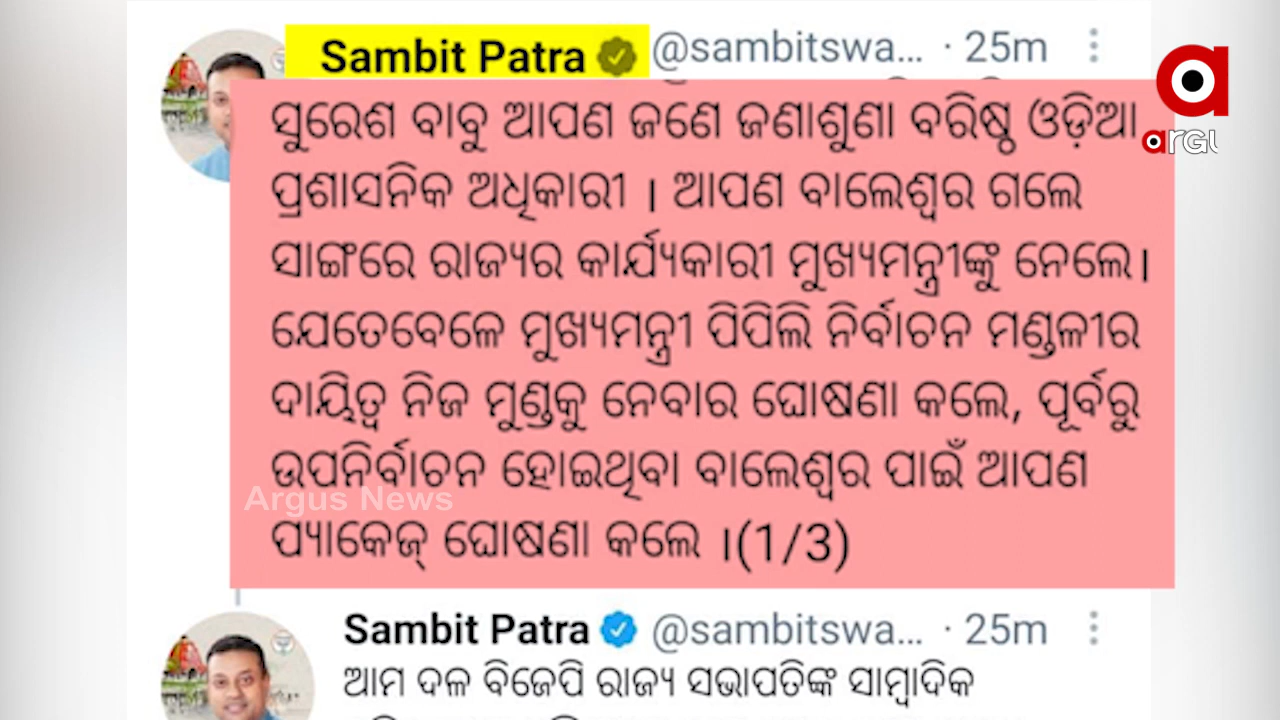 Sambit Patra @sambitswa... · 25m
arGU
ସୁରେଶ ବାବୁ ଆପଣ ଜଣେ ଜଣାଶୁଣା ବରିଷ୍ଠ ଓଡ଼ିଆ
ପ୍ରଶାସନିକ ଅଧିକାରୀ । ଆପଣ ବାଲେଶ୍ୱର ଗଲେ
ସାଙ୍ଗରେ ରାଜ୍ୟର କାର୍ଯ୍ୟକାରୀ ମୁଖ୍ୟମନ୍ତ୍ରୀଙ୍କୁ ନେଲେ।
ଯେତେବେଳେ ମୁଖ୍ୟମନ୍ତ୍ରୀ ପିପିଲି ନିର୍ବାଚନ ମଣ୍ଡଳୀର
ଦାୟିତ୍ୱ ନିଜ ମୁଣ୍ଡକୁ ନେବାର ଘୋଷଣା କଲେ, ପୂର୍ବରୁ
ଉପନିର୍ବାଚନ ହୋଇଥିବା ବାଲେଶ୍ୱର ପାଇଁ ଆପଣ
Argus News
ପ୍ୟାକେଜ୍ ଘୋଷଣା କଲେ ।(1/3)
Sambit Patra @sambitswa... · 25m
ଆମ ଦଳ ବିଜେପି ରାଜ୍ୟ ସଭାପତିଙ୍କ ସାମ୍ବାଦିକ